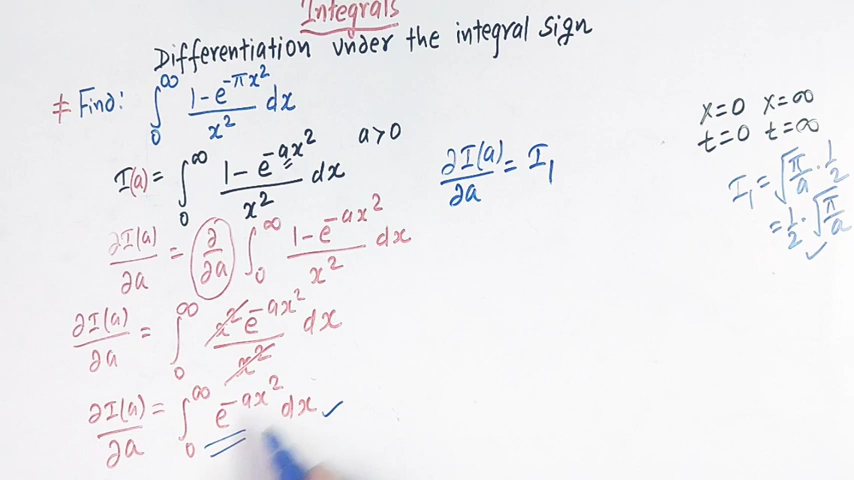 Integrals
Differentiation under the integral sign
≠ Find: ∫₀^∞ (1-e^(-πx²))/x² dx
I(a) = ∫₀^∞ (1-e^(-ax²))/x² dx a>0
∂I(a)/∂a = ∂/∂a ∫₀^∞ (1-e^(-ax²))/x² dx
∂I(a)/∂a = ∫₀^∞ (x² e^(-ax²))/x² dx
∂I(a)/∂a = ∫₀^∞ e^(-ax²) dx ✓
∂I(a)/∂a = I₁
x=0 x=∞
t=0 t=∞
I₁ = √(π/a) · 1/2
= 1/2 · √(π/a) ✓